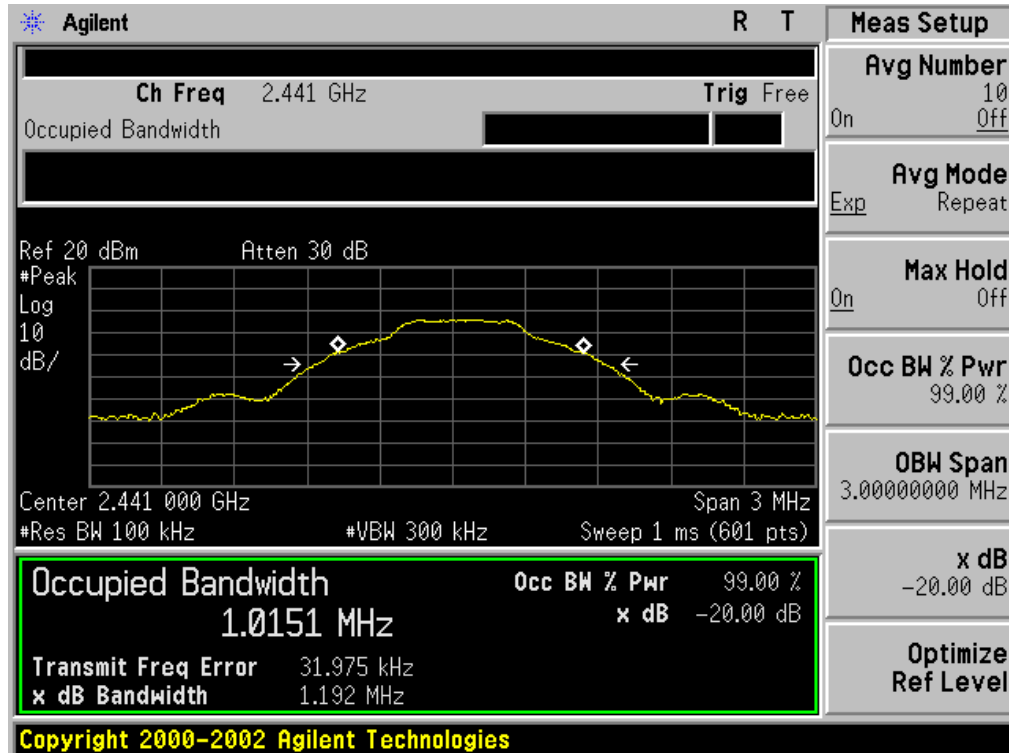 Agilent R T
Ch Freq 2.441 GHz Trig Free
Occupied Bandwidth
Ref 20 dBm Atten 30 dB
#Peak
Log
10
dB/
Center 2.441 000 GHz Span 3 MHz
#Res BW 100 kHz #VBW 300 kHz Sweep 1 ms (601 pts)
Occupied Bandwidth Occ BW % Pwr 99.00 %
1.0151 MHz x dB -20.00 dB
Transmit Freq Error 31.975 kHz
x dB Bandwidth 1.192 MHz
Copyright 2000-2002 Agilent Technologies
Meas Setup
Avg Number
10
On Off
Avg Mode
Exp Repeat
Max Hold
On Off
Occ BW % Pwr
99.00 %
OBW Span
3.00000000 MHz
x dB
-20.00 dB
Optimize
Ref Level